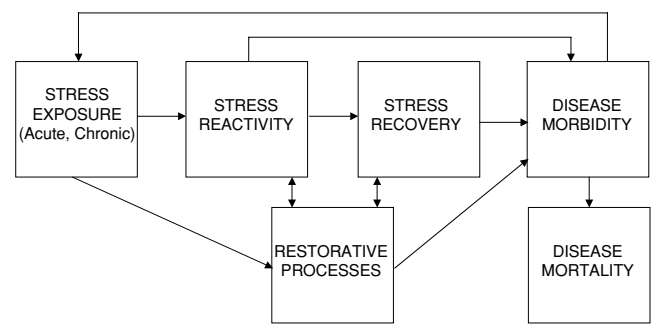 STRESS
EXPOSURE
(Acute, Chronic)
STRESS
REACTIVITY
STRESS
RECOVERY
DISEASE
MORBIDITY
RESTORATIVE
PROCESSES
DISEASE
MORTALITY